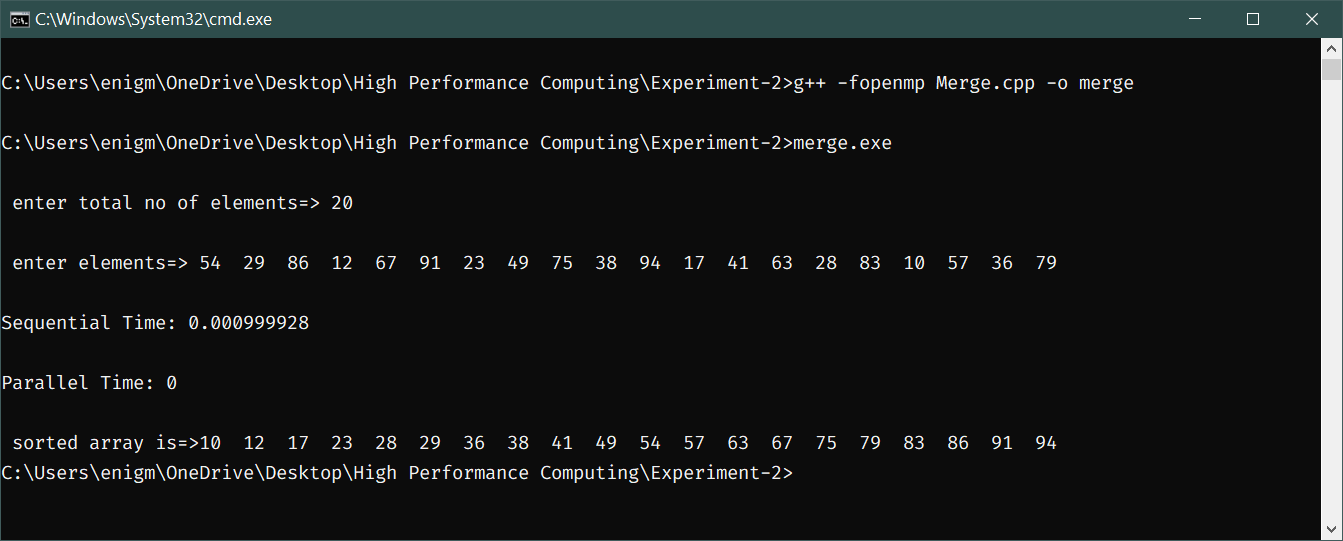 C:\Windows\System32\cmd.exe
C:\Users\enigm\OneDrive\Desktop\High Performance Computing\Experiment-2>g++ -fopenmp Merge.cpp -o merge
C:\Users\enigm\OneDrive\Desktop\High Performance Computing\Experiment-2>merge.exe
enter total no of elements=> 20
enter elements=> 54  29  86  12  67  91  23  49  75  38  94  17  41  63  28  83  10  57  36  79
Sequential Time: 0.000999928
Parallel Time: 0
sorted array is=>10  12  17  23  28  29  36  38  41  49  54  57  63  67  75  79  83  86  91  94
C:\Users\enigm\OneDrive\Desktop\High Performance Computing\Experiment-2>